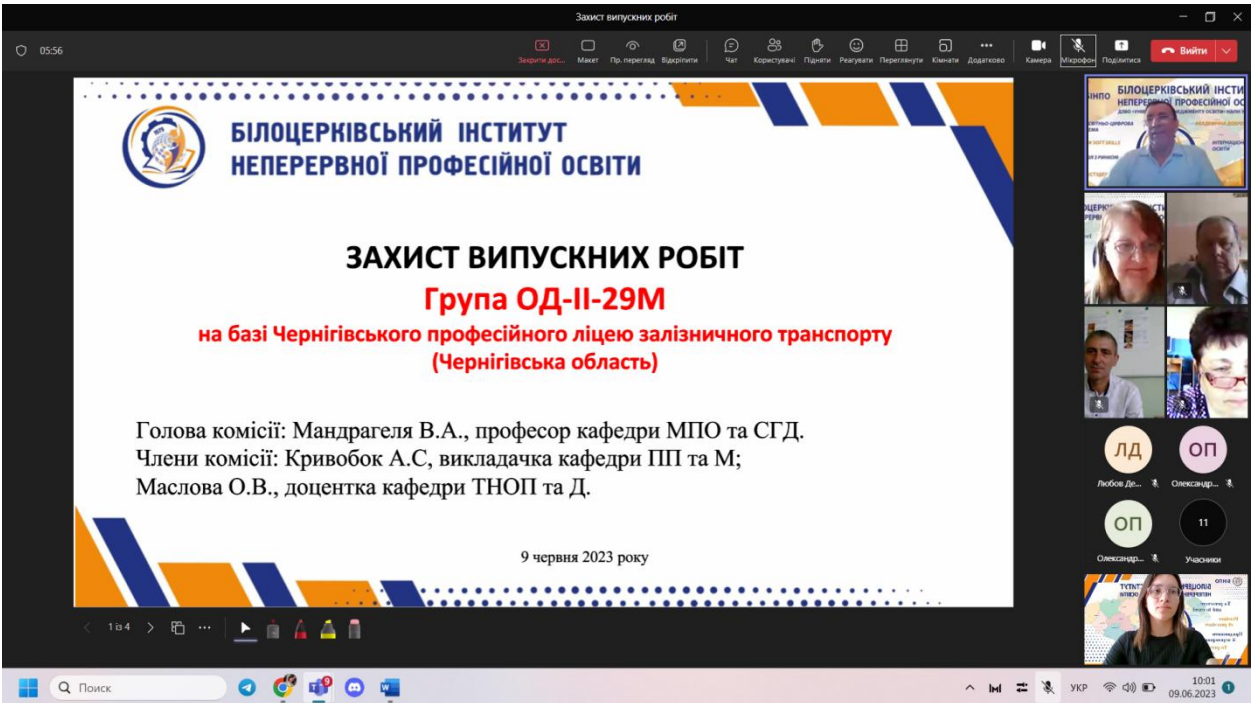 Захист випускних робіт
05:56
Закрити дос...
Макет
Пр. перегляд
Відкріпити
Чат
Користувачі
Підняти
Реагувати
Переглянути
Кімнати
Додатково
Камера
Мікрофон
Поділитися
Вийти
БІЛОЦЕРКІВСЬКИЙ ІНСТИТУТ
НЕПЕРЕРВНОЇ ПРОФЕСІЙНОЇ ОСВІТИ
ЗАХИСТ ВИПУСКНИХ РОБІТ
Група ОД-ІІ-29М
на базі Чернігівського професійного ліцею залізничного транспорту
(Чернігівська область)
Голова комісії: Мандрагеля В.А., професор кафедри МПО та СГД.
Члени комісії: Кривобок А.С, викладачка кафедри ПП та М;
Маслова О.В., доцентка кафедри ТНОП та Д.
9 червня 2023 року
1 із 4
БІЛОЦЕРКІВСЬКИЙ ІНСТИ
ЛД
Любов Де...
ОП
Олександр...
ОП
Олександр...
11
Учасники
Поиск
УКР
10:01
09.06.2023
1